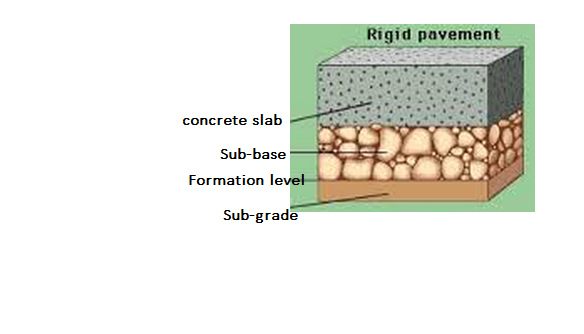 Rigid pavement
concrete slab
Sub-base
Formation level
Sub-grade